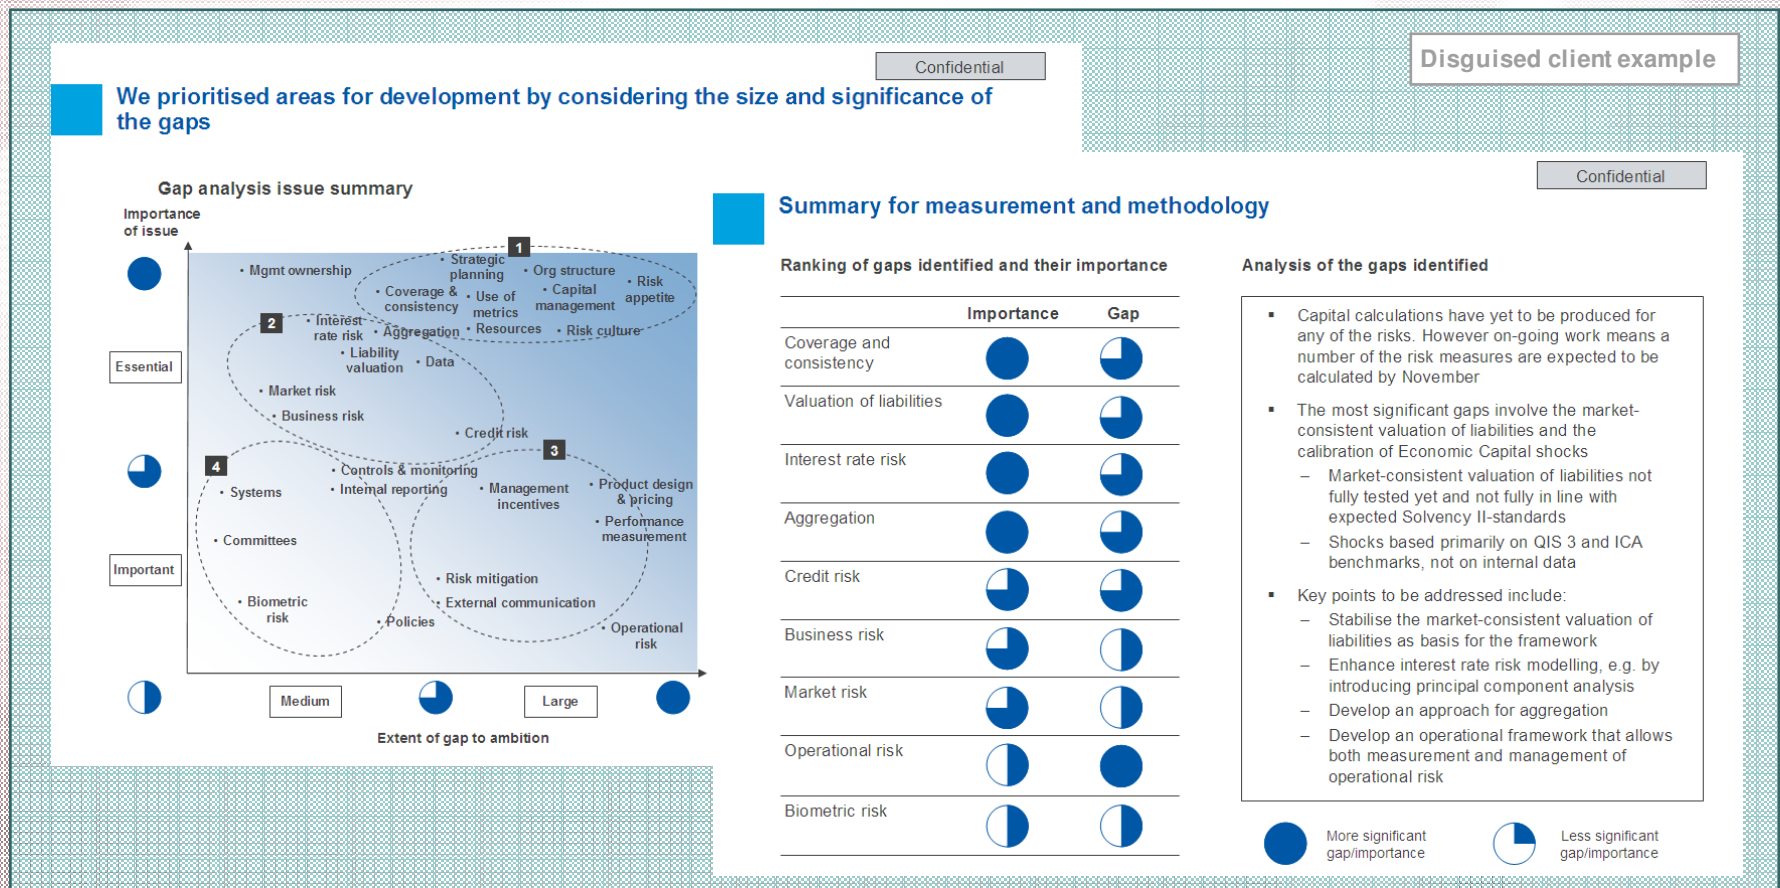 Disguised client example
Confidential
We prioritised areas for development by considering the size and significance of
the gaps
Gap analysis issue summary
Importance
of issue
1
• Mgmt ownership
• Strategic
planning
• Org structure
• Risk
appetite
• Coverage &
consistency
• Use of
metrics
• Capital
management
2
• Interest
rate risk
• Aggregation
• Resources
• Risk culture
• Liability
valuation
• Data
Essential
• Market risk
• Business risk
• Credit risk
3
4
• Controls & monitoring
• Internal reporting
• Systems
• Management
incentives
• Product design
& pricing
• Performance
measurement
• Committees
Important
• Risk mitigation
• External communication
• Biometric
risk
• Policies
• Operational
risk
Medium
Large
Extent of gap to ambition
Confidential
Summary for measurement and methodology
Ranking of gaps identified and their importance
Importance Gap
Coverage and
consistency
Valuation of liabilities
Interest rate risk
Aggregation
Credit risk
Business risk
Market risk
Operational risk
Biometric risk
Analysis of the gaps identified
▪ Capital calculations have yet to be produced for
any of the risks. However on-going work means a
number of the risk measures are expected to be
calculated by November
▪ The most significant gaps involve the market-
consistent valuation of liabilities and the
calibration of Economic Capital shocks
– Market-consistent valuation of liabilities not
fully tested yet and not fully in line with
expected Solvency II-standards
– Shocks based primarily on QIS 3 and ICA
benchmarks, not on internal data
▪ Key points to be addressed include:
– Stabilise the market-consistent valuation of
liabilities as basis for the framework
– Enhance interest rate risk modelling, e.g. by
introducing principal component analysis
– Develop an approach for aggregation
– Develop an operational framework that allows
both measurement and management of
operational risk
More significant
gap/importance
Less significant
gap/importance